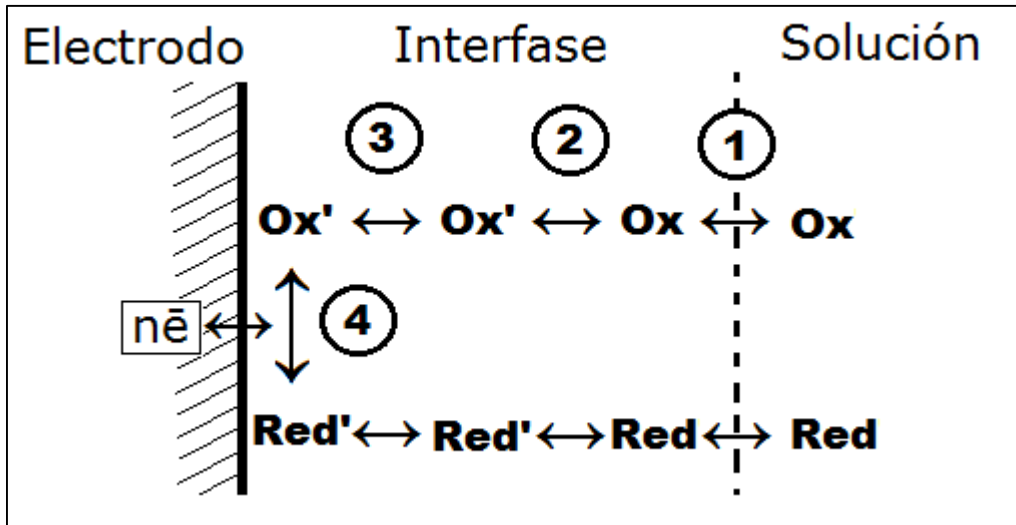 Electrodo Interfase Solución
3 2 1
Ox' Ox' Ox Ox
nē 4
Red' Red' Red Red